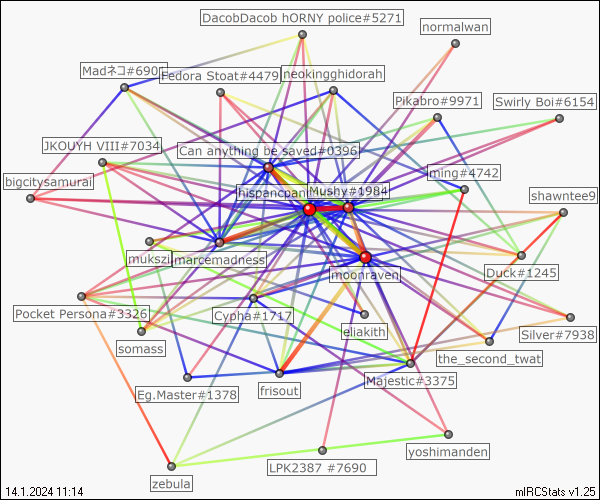 DacobDacob hORNY police#5271
normalwan
Madネコ#690
Fedora Stoat#4479
neokingghidorah
Pikabro#9971
Swirly Boi#6154
JKOUYH VIII#7034
Can anything be saved#0396
ming#4742
bigcitysamurai
hispancpan
Mushy#1984
shawntee9
mukszi
marcemadness
moonraven
Duck#1245
Pocket Persona#3326
Cypha#1717
eliakith
Silver#7938
somass
the_second_twat
Eg.Master#1378
frisout
Majestic#3375
yoshimanden
LPK2387 #7690
zebula
14.1.2024 11:14
mIRCStats v1.25